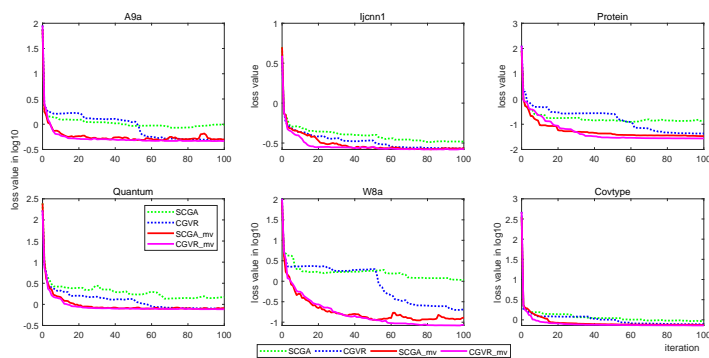 A9a
Ijcnn1
Protein
loss value in log10
loss value
loss value
2
1.5
1
0.5
0
-0.5
0 20 40 60 80 100
1
0.5
0
-0.5
0 20 40 60 80 100
3
2
1
0
-1
-2
0 20 40 60 80 100
Quantum
W8a
Covtype
loss value in log10
loss value in log10
2.5
2
1.5
1
0.5
0
-0.5
0 20 40 60 80 100
SCGA
CGVR
SCGA_mv
CGVR_mv
2
1.5
1
0.5
0
-0.5
-1
0 20 40 60 80 100
3
2.5
2
1.5
1
0.5
0
0 20 40 60 80 100
iteration
SCGA CGVR SCGA_mv CGVR_mv